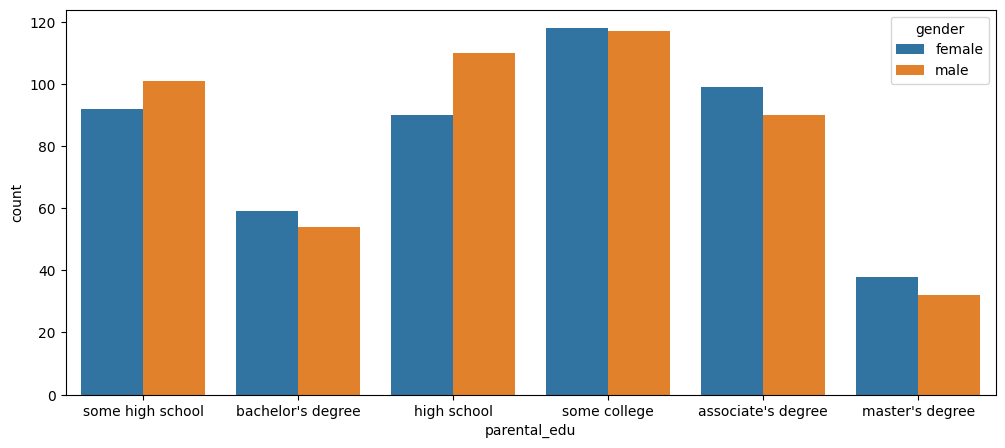 120
100
80
60
40
20
0
count
gender
female
male
some high school
bachelor's degree
high school
some college
associate's degree
master's degree
parental_edu